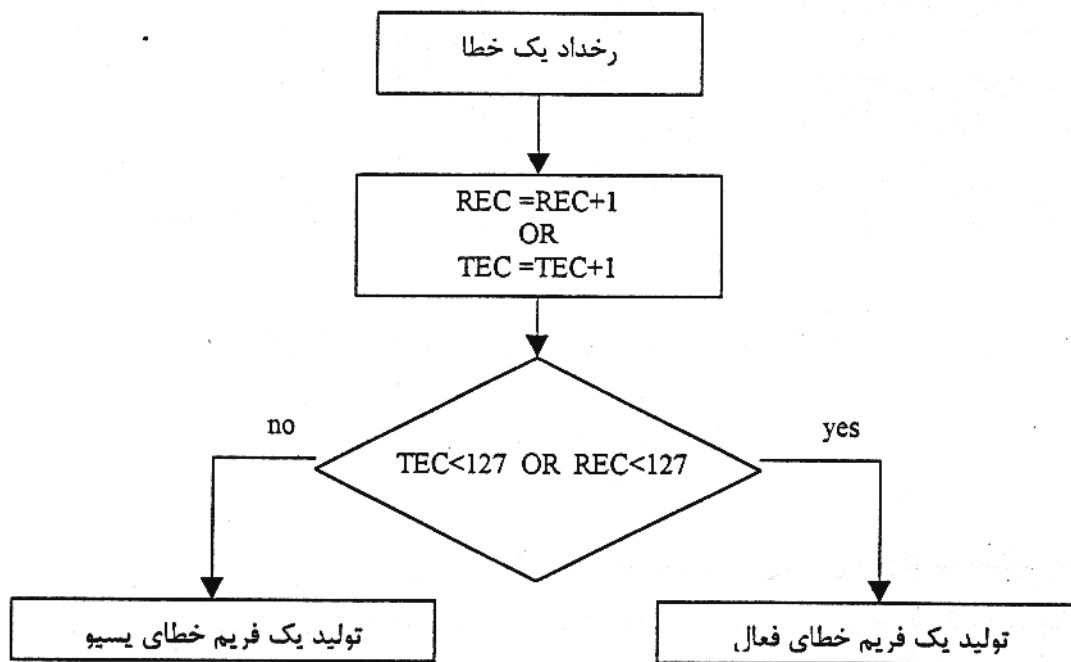 رخداد یک خطا
REC =REC+1
OR
TEC =TEC+1
no
yes
TEC<127 OR REC<127
تولید یک فریم خطای پسیو
تولید یک فریم خطای فعال